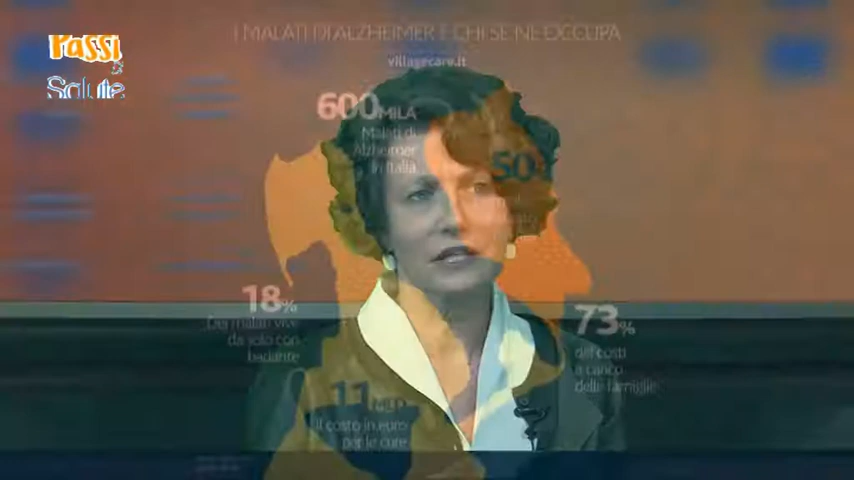 Passi
di
Salute
I MALATI DI ALZHEIMER E CHI SE NE OCCUPA
villagecare.it
600MILA
Malati di
Alzheimer
in Italia
18%
Dei malati vive
da solo con
badante
73%
dei costi
a carico
delle famiglie
11MLD
il costo in euro
per le cure